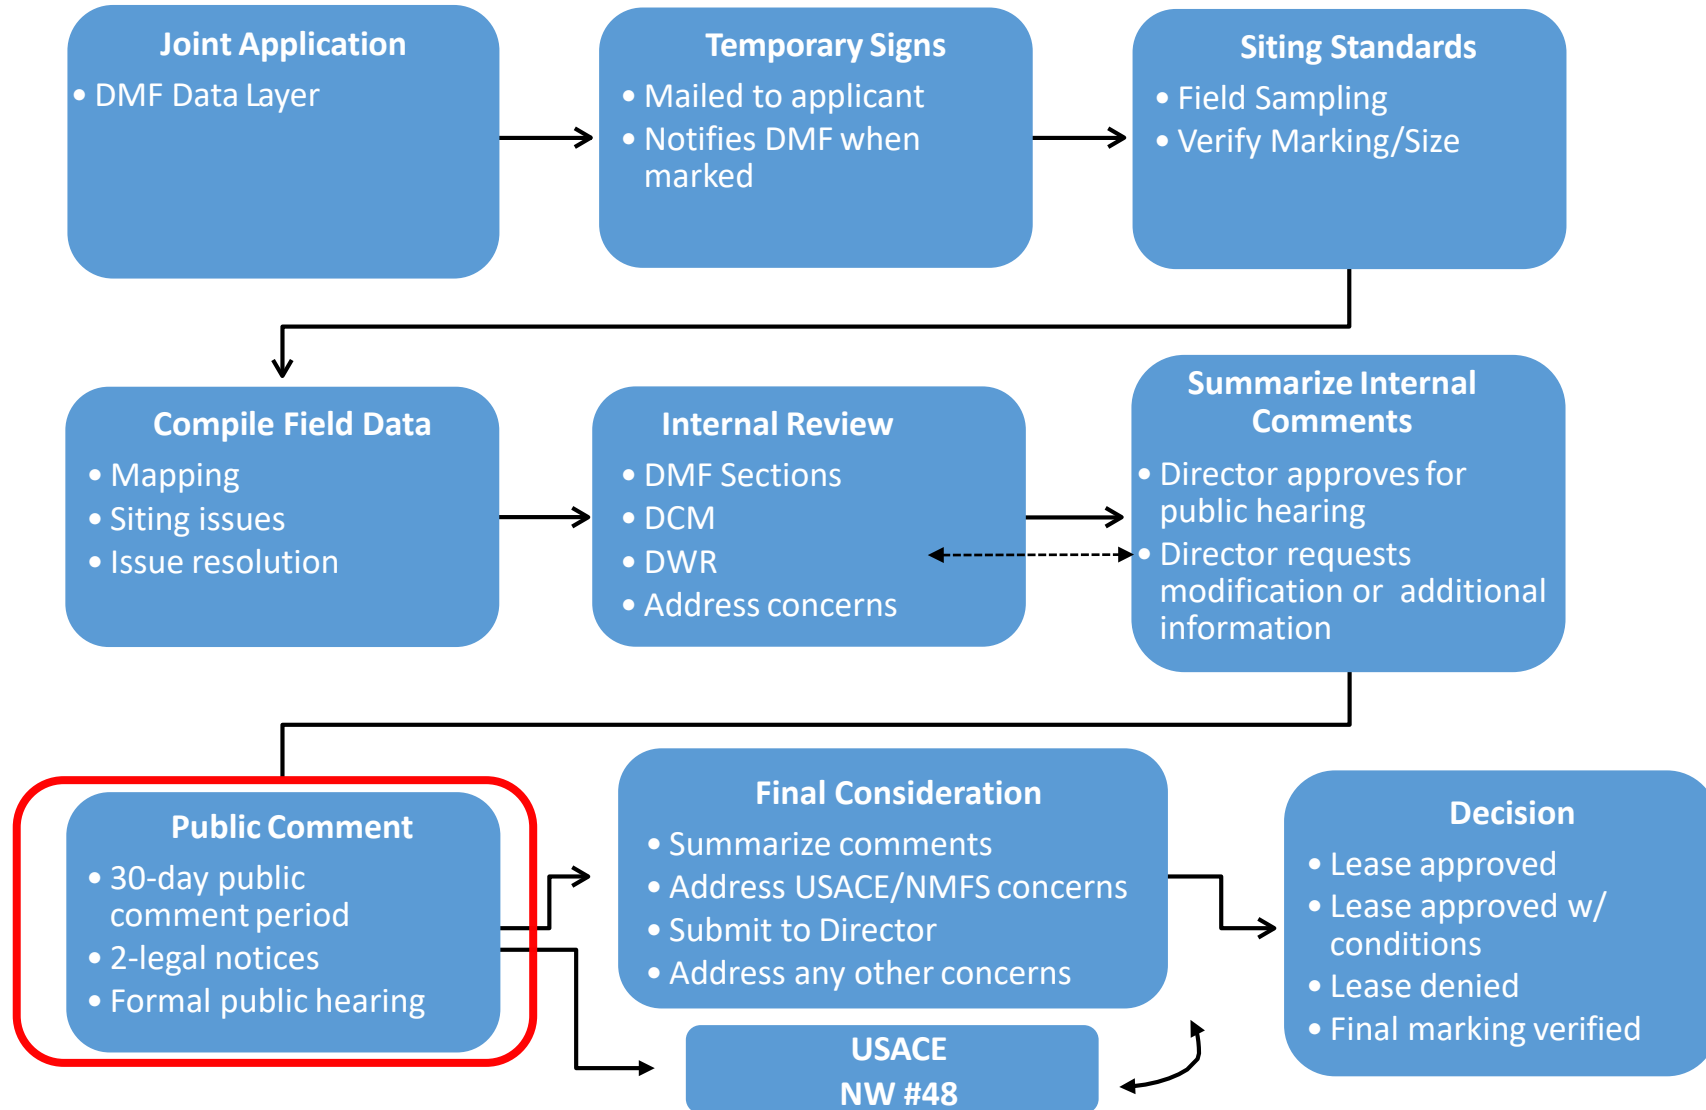 Joint Application
• DMF Data Layer
Temporary Signs
• Mailed to applicant
• Notifies DMF when
marked
Siting Standards
• Field Sampling
• Verify Marking/Size
Compile Field Data
• Mapping
• Siting issues
• Issue resolution
Internal Review
• DMF Sections
• DCM
• DWR
• Address concerns
Summarize Internal
Comments
• Director approves for
public hearing
• Director requests
modification or additional
information
Public Comment
• 30-day public
comment period
• 2-legal notices
• Formal public hearing
Final Consideration
• Summarize comments
• Address USACE/NMFS concerns
• Submit to Director
• Address any other concerns
USACE
NW #48
Decision
• Lease approved
• Lease approved w/
conditions
• Lease denied
• Final marking verified